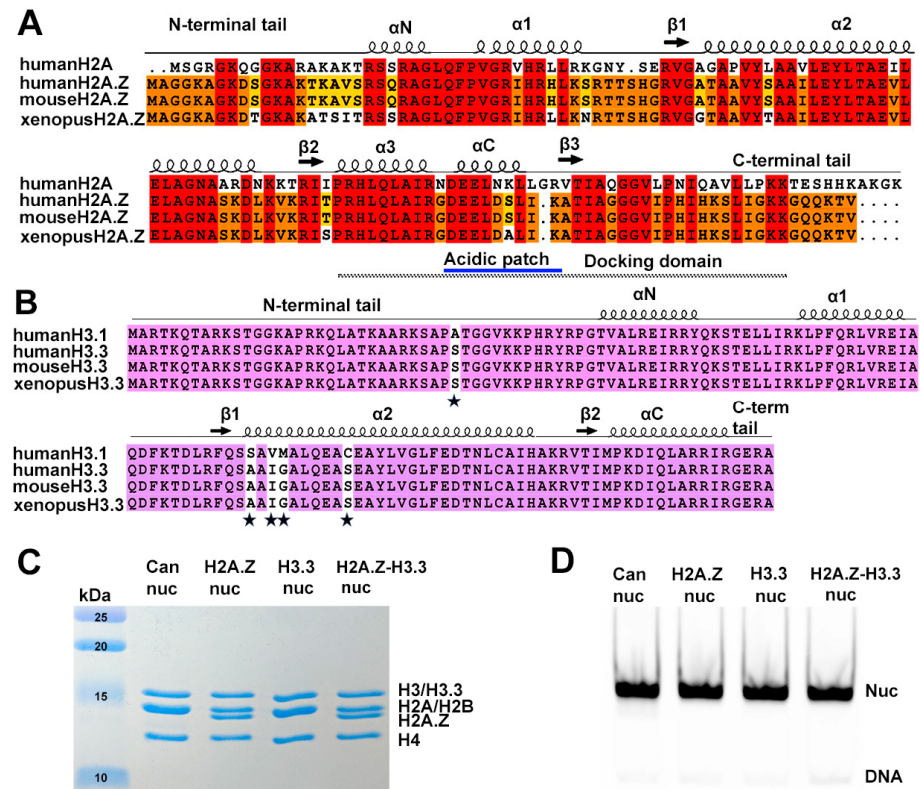 A
N-terminal tail αN α1 β1 α2
humanH2A ..MSGRGKQGGKARAKAKTRSSRAGLQFPVGRVHRLLRKGNY.SERVGAGAPVYLAAVLEYLTAEIL
humanH2A.Z MAGGKAGKDSGKAKTKAVSRSQRAGLQFPVGRIHRHLKSRTTSHGRVGATAAVYSAAILEYLTAEVL
mouseH2A.Z MAGGKAGKDSGKAKTKAVSRSQRAGLQFPVGRIHRHLKSRTTSHGRVGATAAVYSAAILEYLTAEVL
xenopusH2A.Z MAGGKAGKDTGKAKATSITRSSRAGLQFPVGRIHRLLKNRTTSHGRVGGTAAVYTAAILEYLTAEVL
β2 α3 αC β3 C-terminal tail
humanH2A ELAGNAARDNKKTRIIPRHLQLAIRNDEELNKLLGRVTIAQGGVLPNIQAVLLPKKTESHHKAKGK
humanH2A.Z ELAGNASKDLKVKRITPRHLQLAIRGDEELDSLI.KATIAGGGVIPHIHKSLIGKKGQQKTV....
mouseH2A.Z ELAGNASKDLKVKRITPRHLQLAIRGDEELDSLI.KATIAGGGVIPHIHKSLIGKKGQQKTV....
xenopusH2A.Z ELAGNASKDLKVKRISPRHLQLAIRGDEELDALI.KATIAGGGVIPHIHKSLIGKKGQQKTV....
Acidic patch Docking domain
B
N-terminal tail αN α1
humanH3.1 MARTKQTARKSTGGKAPRKQLATKAARKSAPATGGVKKPHRYRPGTVALREIRRYQKSTELLIRKLPFQRLVREIA
humanH3.3 MARTKQTARKSTGGKAPRKQLATKAARKSAPSTGGVKKPHRYRPGTVALREIRRYQKSTELLIRKLPFQRLVREIA
mouseH3.3 MARTKQTARKSTGGKAPRKQLATKAARKSAPSTGGVKKPHRYRPGTVALREIRRYQKSTELLIRKLPFQRLVREIA
xenopusH3.3 MARTKQTARKSTGGKAPRKQLATKAARKSAPSTGGVKKPHRYRPGTVALREIRRYQKSTELLIRKLPFQRLVREIA
β1 α2 β2 αC C-term
tail
humanH3.1 QDFKTDLRFQSSAVMALQEACEAYLVGLFEDTNLCAIHAKRVTIMPKDIQLARRIRGERA
humanH3.3 QDFKTDLRFQSAAIGALQEASEAYLVGLFEDTNLCAIHAKRVTIMPKDIQLARRIRGERA
mouseH3.3 QDFKTDLRFQSAAIGALQEASEAYLVGLFEDTNLCAIHAKRVTIMPKDIQLARRIRGERA
xenopusH3.3 QDFKTDLRFQSAAIGALQEASEAYLVGLFEDTNLCAIHAKRVTIMPKDIQLARRIRGERA
C
Can H2A.Z H3.3 H2A.Z-H3.3
nuc nuc nuc nuc
kDa
25
20
15
10
H3/H3.3
H2A/H2B
H2A.Z
H4
D
Can H2A.Z H3.3 H2A.Z-H3.3
nuc nuc nuc nuc
Nuc
DNA